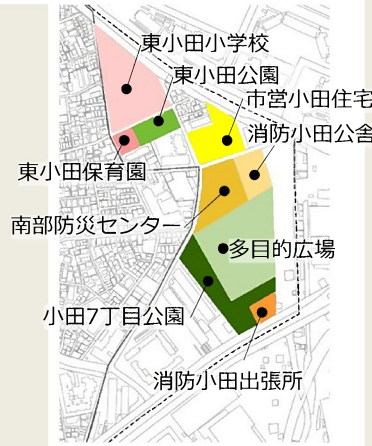 東小田小学校
東小田公園
市営小田住宅
消防小田公舎
東小田保育園
南部防災センター
多目的広場
小田7丁目公園
消防小田出張所